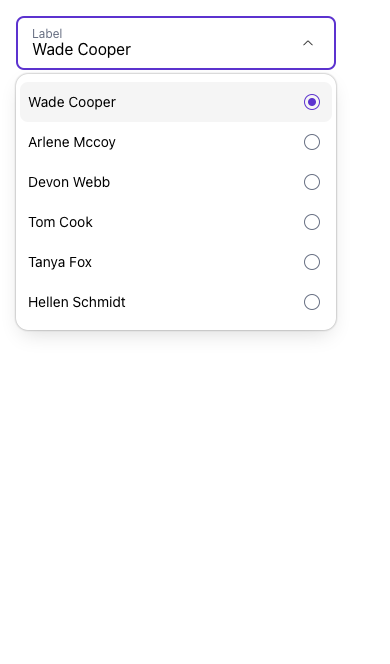 Label
Wade Cooper
Wade Cooper
Arlene Mccoy
Devon Webb
Tom Cook
Tanya Fox
Hellen Schmidt